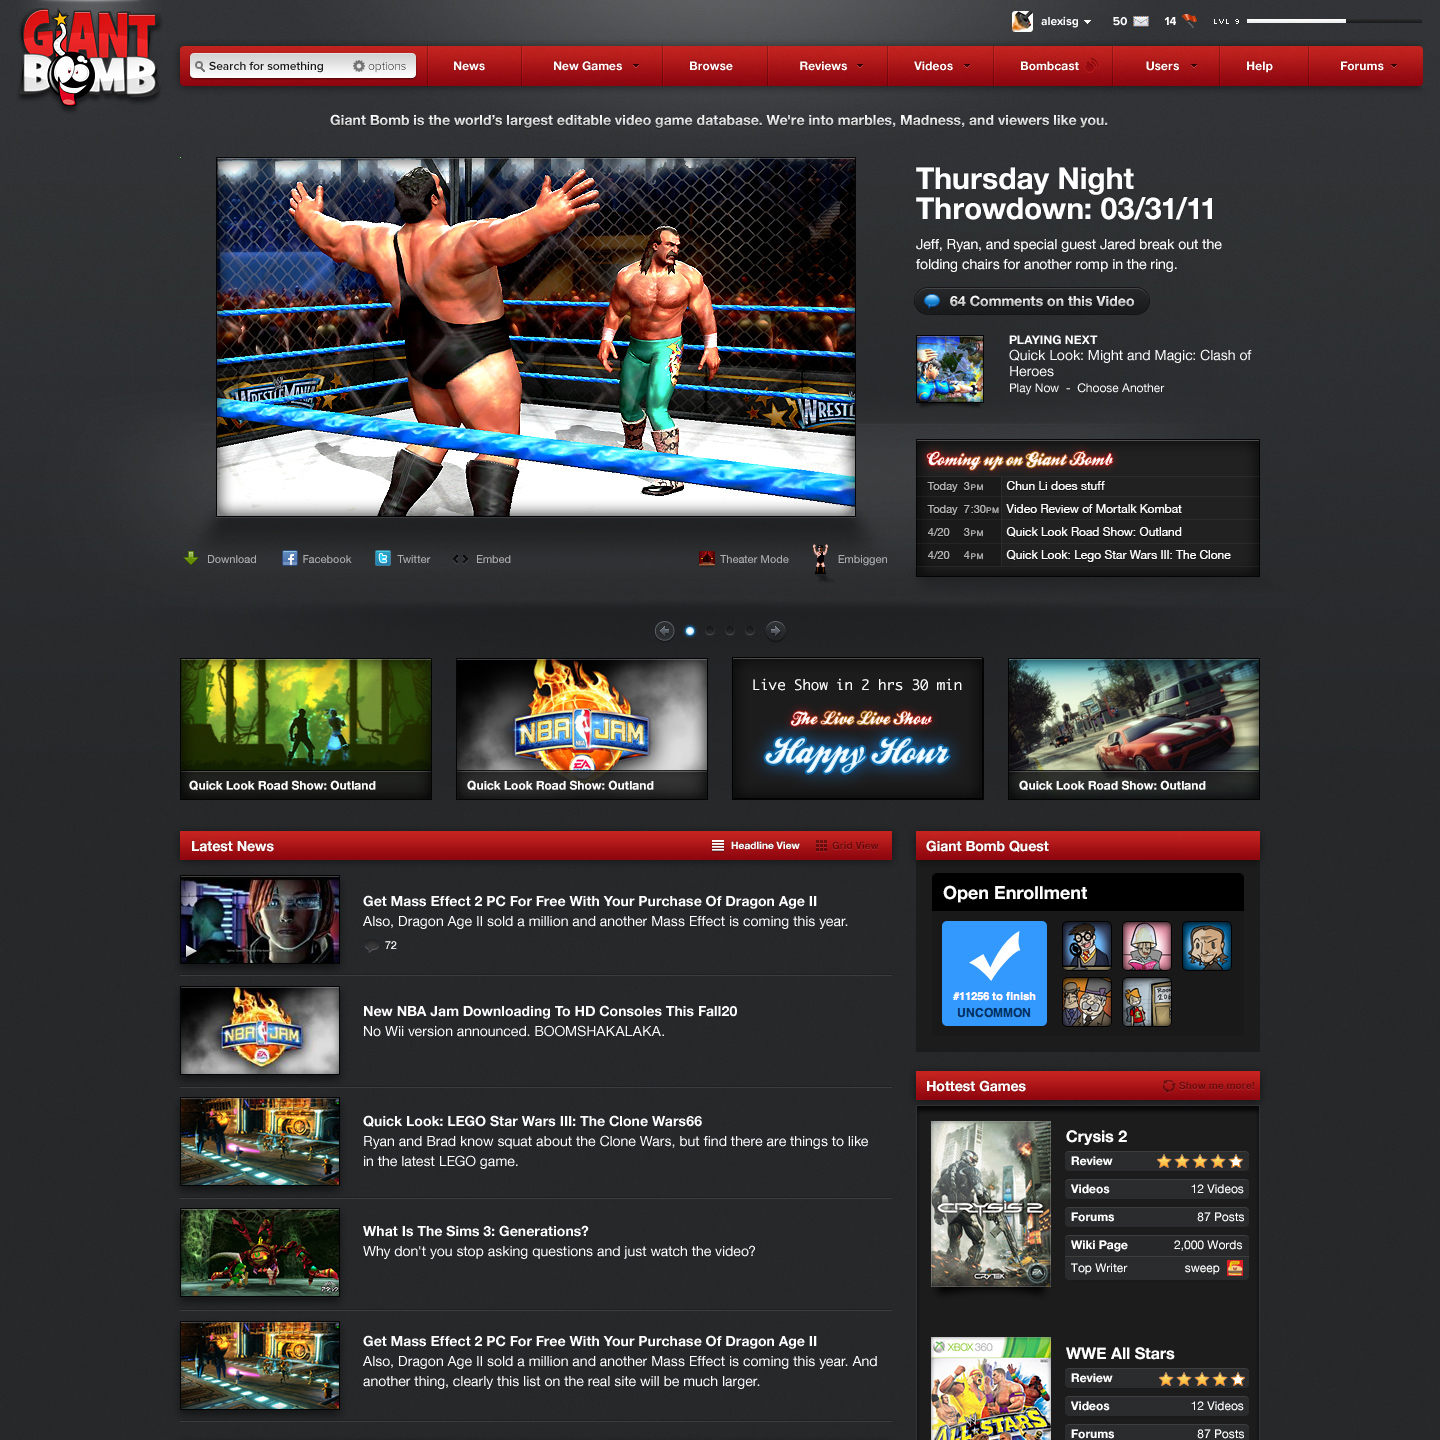 GIANT BOMB
alexisg 50 14 LVL 9
Search for something options News New Games Browse Reviews Videos Bombcast Users Help Forums
Giant Bomb is the world's largest editable video game database. We're into marbles, Madness, and viewers like you.
Thursday Night
Throwdown: 03/31/11
Jeff, Ryan, and special guest Jared break out the
folding chairs for another romp in the ring.
64 Comments on this Video
PLAYING NEXT
Quick Look: Might and Magic: Clash of
Heroes
Play Now - Choose Another
WRESTLEMANIA
WRESTL
Coming up on Giant Bomb
Today 3PM Chun Li does stuff
Today 7:30PM Video Review of Mortalk Kombat
4/20 3PM Quick Look Road Show: Outland
4/20 4PM Quick Look: Lego Star Wars III: The Clone
Download Facebook Twitter Embed Theater Mode Embiggen
Quick Look Road Show: Outland
NBA JAM
EA
Quick Look Road Show: Outland
Live Show in 2 hrs 30 min
The Live Live Show
Happy Hour
Quick Look Road Show: Outland
Latest News Headline View Grid View
Get Mass Effect 2 PC For Free With Your Purchase Of Dragon Age II
Also, Dragon Age II sold a million and another Mass Effect is coming this year.
72
NBA JAM
EA
New NBA Jam Downloading To HD Consoles This Fall20
No Wii version announced. BOOMSHAKALAKA.
Quick Look: LEGO Star Wars III: The Clone Wars66
Ryan and Brad know squat about the Clone Wars, but find there are things to like
in the latest LEGO game.
What Is The Sims 3: Generations?
Why don't you stop asking questions and just watch the video?
Get Mass Effect 2 PC For Free With Your Purchase Of Dragon Age II
Also, Dragon Age II sold a million and another Mass Effect is coming this year. And
another thing, clearly this list on the real site will be much larger.
Giant Bomb Quest
Open Enrollment
#11256 to finish
UNCOMMON
Hottest Games Show me more!
CRYSIS 2
CRYTEK
EA
Crysis 2
Review
Videos 12 Videos
Forums 87 Posts
Wiki Page 2,000 Words
Top Writer sweep
XBOX 360
ALL STARS
WWE All Stars
Review
Videos 12 Videos
Forums 87 Posts